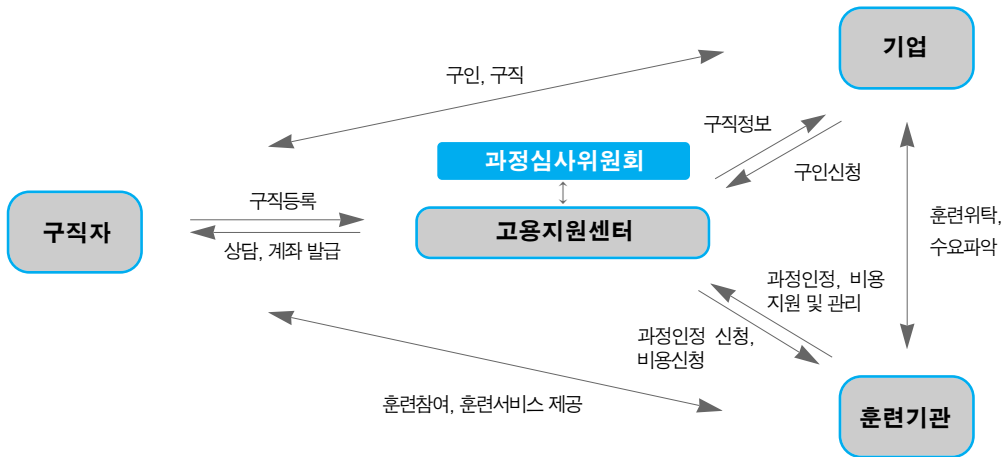 기업
구인, 구직
구직정보
과정심사위원회
구인신청
구직등록
구직자
고용지원센터
훈련위탁,
수요파악
상담, 계좌 발급
과정인정, 비용
지원 및 관리
과정인정 신청,
비용신청
훈련참여, 훈련서비스 제공
훈련기관